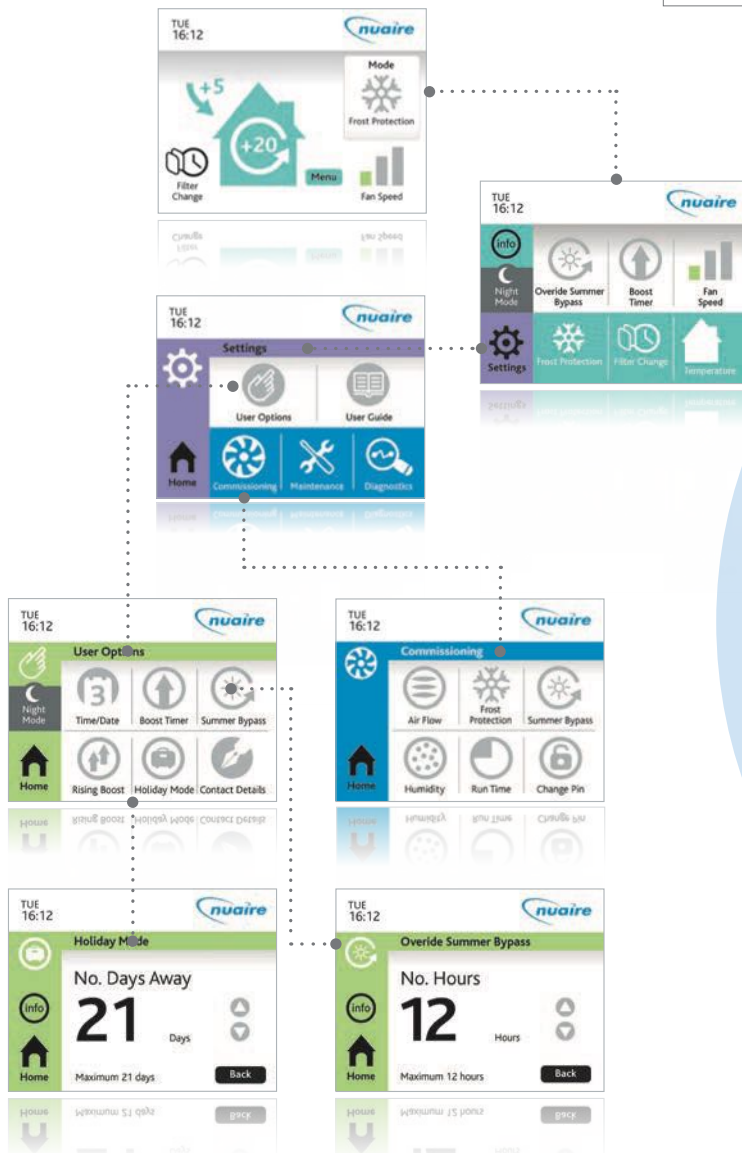 TUE
16:12
nuaire
Mode
+5
Frost Protection
+20
Filter
Change
Menu
Fan Speed
TUE
16:12
nuaire
info
Night
Mode
Overide Summer
Bypass
Boost
Timer
Fan
Speed
Settings
Frost Protection
Filter Change
Temperature
TUE
16:12
nuaire
Settings
User Options
User Guide
Home
Commissioning
Maintenance
Diagnostics
TUE
16:12
nuaire
User Options
Night
Mode
3
Time/Date
Boost Timer
Summer Bypass
Home
Rising Boost
Holiday Mode
Contact Details
TUE
16:12
nuaire
Commissioning
Air Flow
Frost
Protection
Summer Bypass
Home
Humidity
Run Time
Change Pin
TUE
16:12
nuaire
Holiday Mode
No. Days Away
info
21
Days
Home
Maximum 21 days
Back
TUE
16:12
nuaire
Overide Summer Bypass
No. Hours
info
12
Hours
Home
Maximum 12 hours
Back